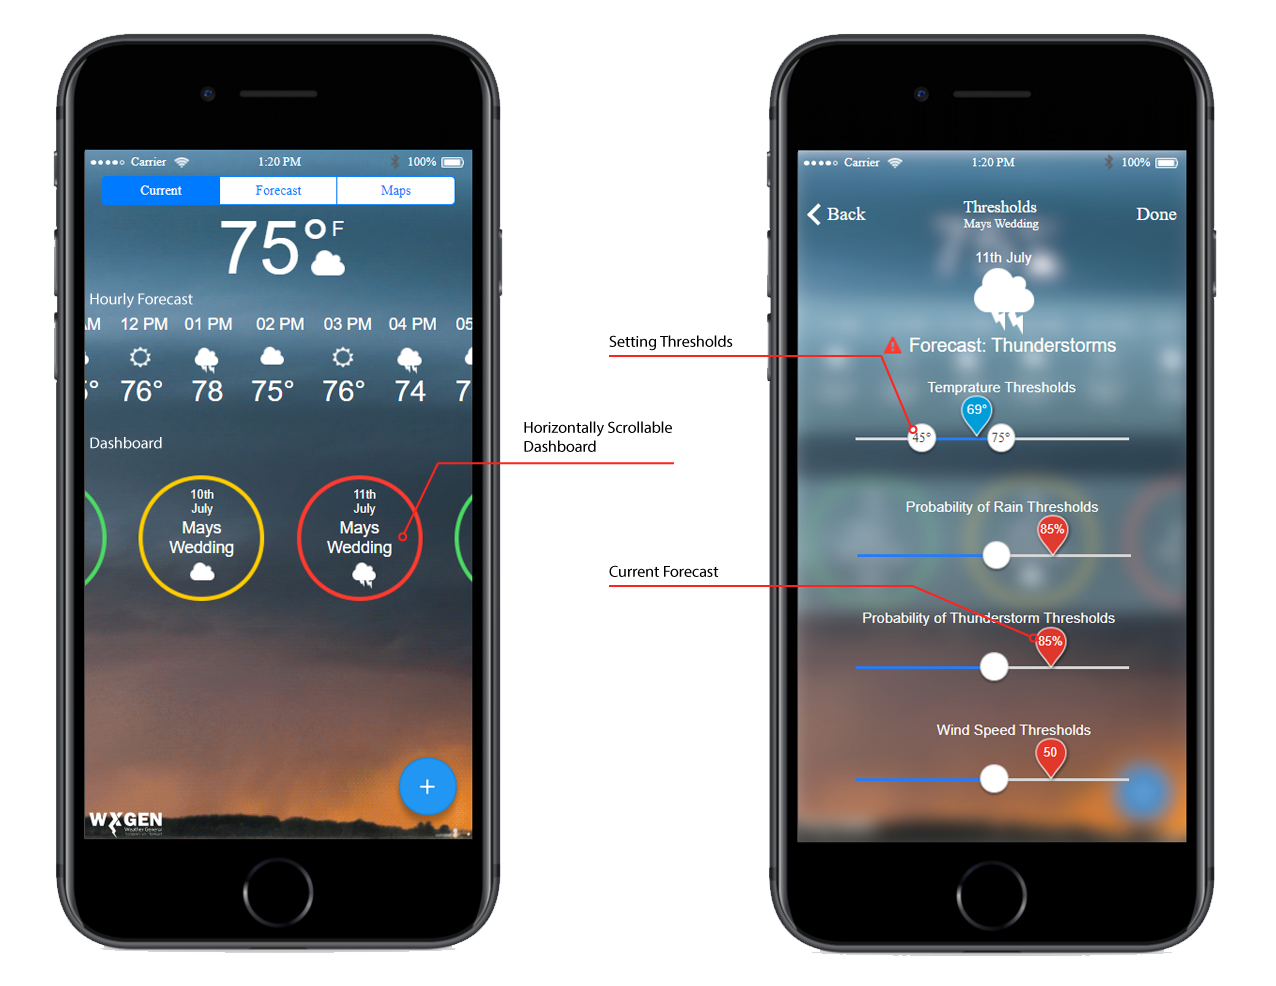 Carrier 1:20 PM 100%
Current Forecast Maps
75° F
Hourly Forecast
AM 12 PM 01 PM 02 PM 03 PM 04 PM 05
5° 76° 78 75° 76° 74 7
Dashboard
10th
July
Mays
Wedding
11th
July
Mays
Wedding
+
WXGEN
Weather General
Setting Thresholds
Horizontally Scrollable
Dashboard
Current Forecast
Carrier 1:20 PM 100%
Back Thresholds Done
Mays Wedding
11th July
Forecast: Thunderstorms
Temprature Thresholds
69°
45° 75°
Probability of Rain Thresholds
85%
Probability of Thunderstorm Thresholds
85%
Wind Speed Thresholds
50